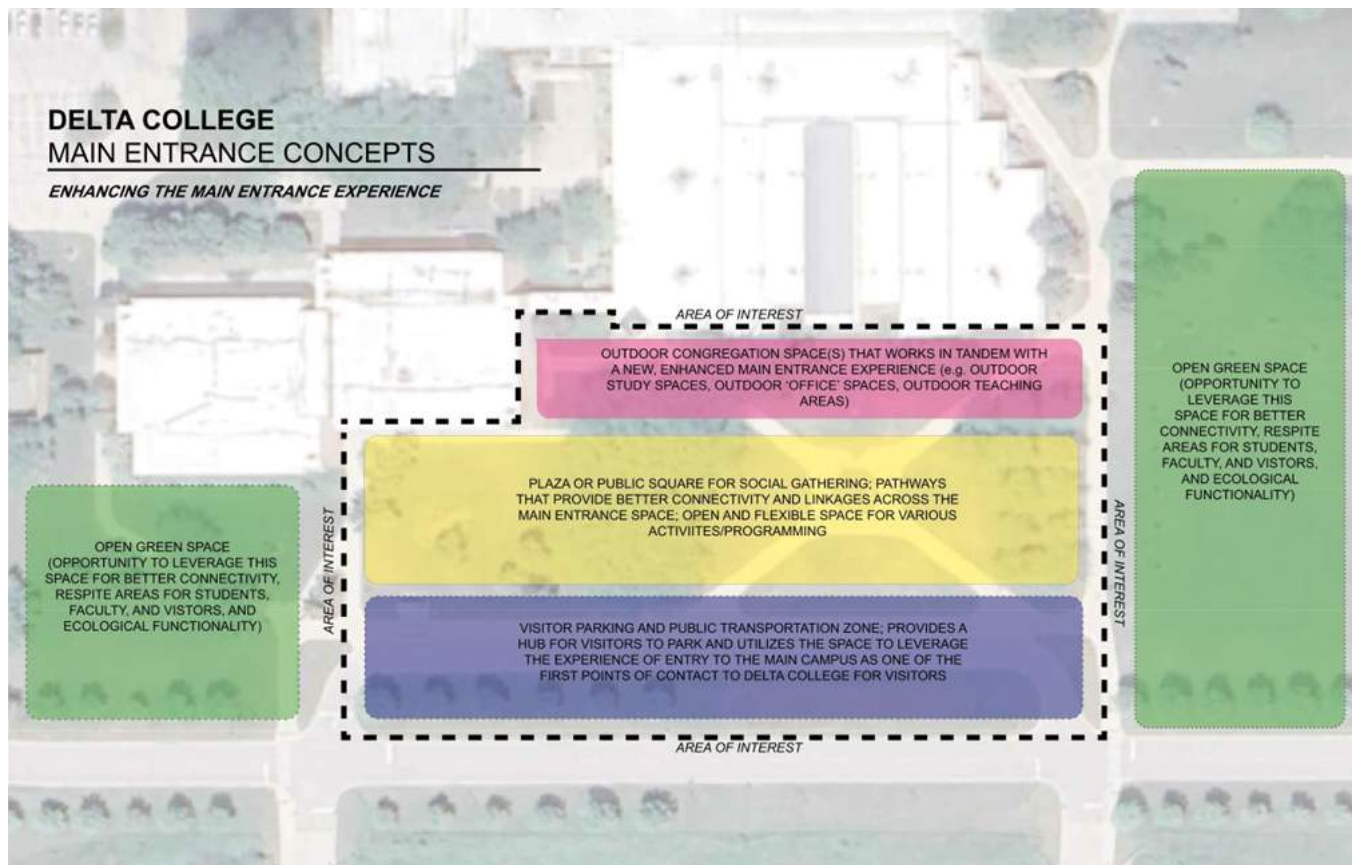 DELTA COLLEGE
MAIN ENTRANCE CONCEPTS
ENHANCING THE MAIN ENTRANCE EXPERIENCE
AREA OF INTEREST
OUTDOOR CONGREGATION SPACE(S) THAT WORKS IN TANDEM WITH
A NEW, ENHANCED MAIN ENTRANCE EXPERIENCE (e.g. OUTDOOR
STUDY SPACES, OUTDOOR 'OFFICE' SPACES, OUTDOOR TEACHING
AREAS)
PLAZA OR PUBLIC SQUARE FOR SOCIAL GATHERING; PATHWAYS
THAT PROVIDE BETTER CONNECTIVITY AND LINKAGES ACROSS THE
MAIN ENTRANCE SPACE; OPEN AND FLEXIBLE SPACE FOR VARIOUS
ACTIVIITES/PROGRAMMING
VISITOR PARKING AND PUBLIC TRANSPORTATION ZONE; PROVIDES A
HUB FOR VISITORS TO PARK AND UTILIZES THE SPACE TO LEVERAGE
THE EXPERIENCE OF ENTRY TO THE MAIN CAMPUS AS ONE OF THE
FIRST POINTS OF CONTACT TO DELTA COLLEGE FOR VISITORS
OPEN GREEN SPACE
(OPPORTUNITY TO LEVERAGE THIS
SPACE FOR BETTER CONNECTIVITY,
RESPITE AREAS FOR STUDENTS,
FACULTY, AND VISTORS, AND
ECOLOGICAL FUNCTIONALITY)
AREA OF INTEREST
AREA OF INTEREST
OPEN GREEN SPACE
(OPPORTUNITY TO
LEVERAGE THIS
SPACE FOR BETTER
CONNECTIVITY, RESPITE
AREAS FOR STUDENTS,
FACULTY, AND VISTORS,
AND ECOLOGICAL
FUNCTIONALITY)
AREA OF INTEREST